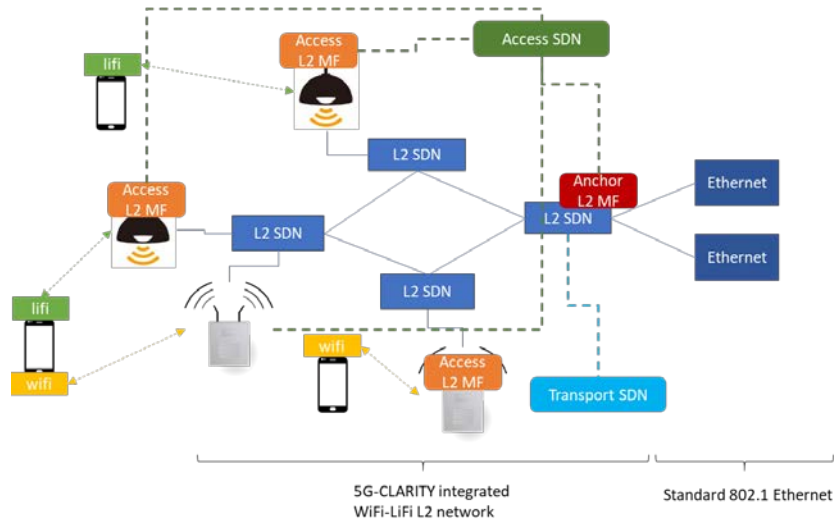 Access
L2 MF
Access SDN
lifi
L2 SDN
Access
L2 MF
Anchor
L2 MF
Ethernet
L2 SDN
L2 SDN
Ethernet
L2 SDN
lifi
wifi
wifi
Access
L2 MF
Transport SDN
5G-CLARITY integrated
WiFi-LiFi L2 network
Standard 802.1 Ethernet